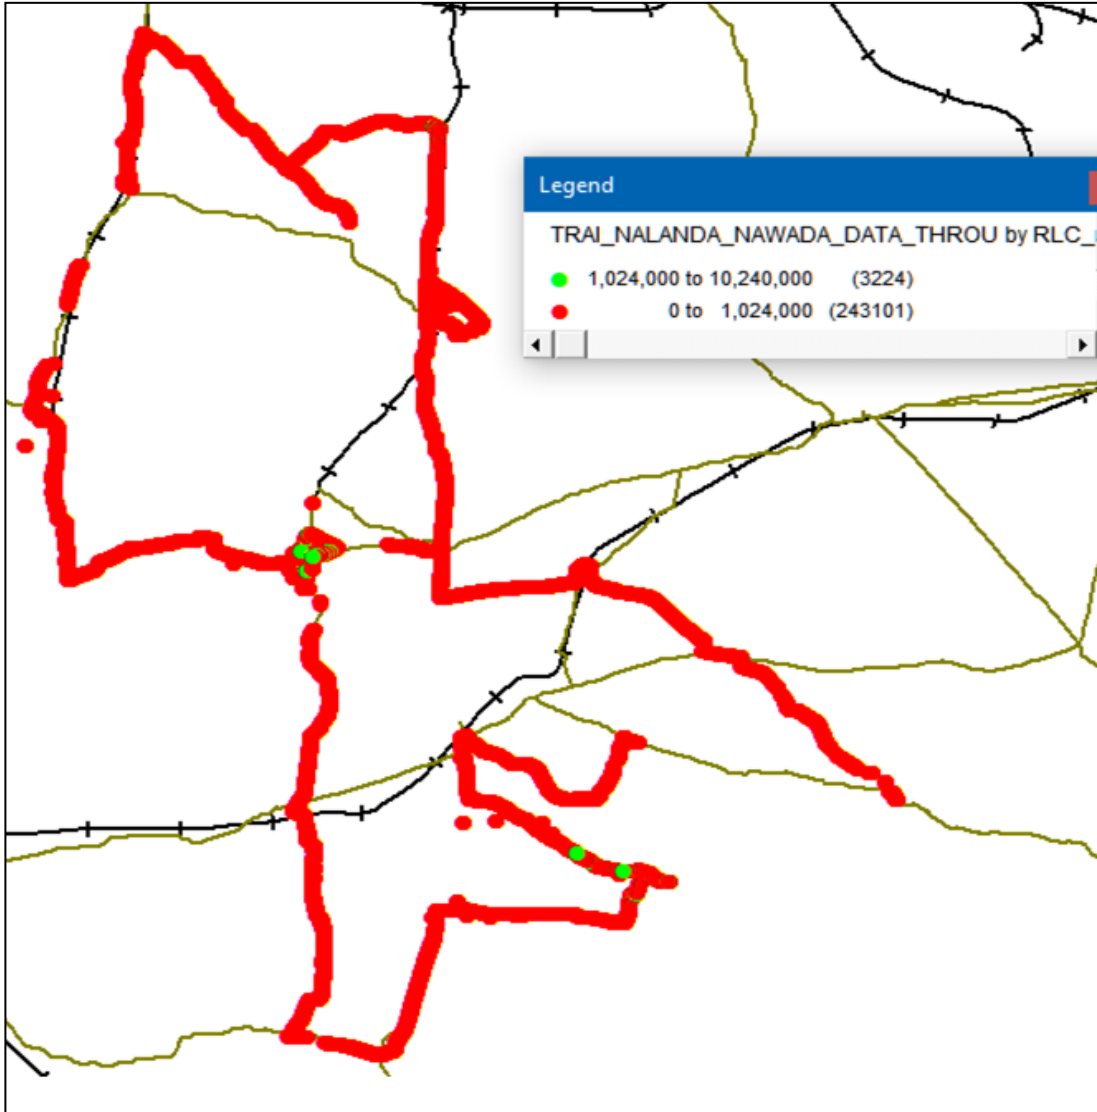 Legend
TRAI_NALANDA_NAWADA_DATA_THROU by RLC_
1,024,000 to 10,240,000 (3224)
0 to 1,024,000 (243101)